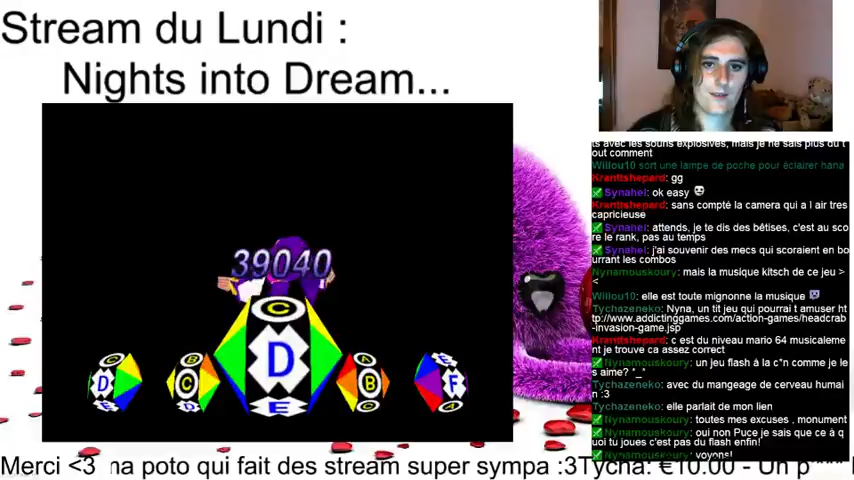 Stream du Lundi :
Nights into Dream...
39040
C
D
E
C
D
B
C
D
A
B
C
E
F
A
ts avec les souns explosives, mais je ne sais plus du t
out comment
Willou10 sort une lampe de poche pour éclairer hana
Kranttshepard: gg
Synahel: ok easy
Kranttshepard: sans compté la camera qui a l air tres
capricieuse
Synahel: attends, je te dis des bêtises, c'est au sco
re le rank, pas au temps
Synahel: j'ai souvenir des mecs qui scoraient en bo
urrant les combos
Nynamouskoury: mais la musique kitsch de ce jeu >
<
Willou10: elle est toute mignonne la musique
Tychazeneko: Nyna, un tit jeu qui pourrai t amuser ht
tp://www.addictinggames.com/action-games/headcrab
-invasion-game.jsp
Kranttshepard: c est du niveau mario 64 musicaleme
nt je trouve ca assez correct
Nynamouskoury: un jeu flash à la c"n comme je le
s aime? *_*
Tychazeneko: avec du mangeage de cerveau humai
n :3
Tychazeneko: elle parlait de mon lien
Nynamouskoury: toutes mes excuses , monument
Nynamouskoury: oui non Puce je sais que ce à q
uoi tu joues c'est pas du flash enfin!
Nynamouskoury: voyons!
Merci <3 na poto qui fait des stream super sympa :3Tycha: €10.00 - Un p